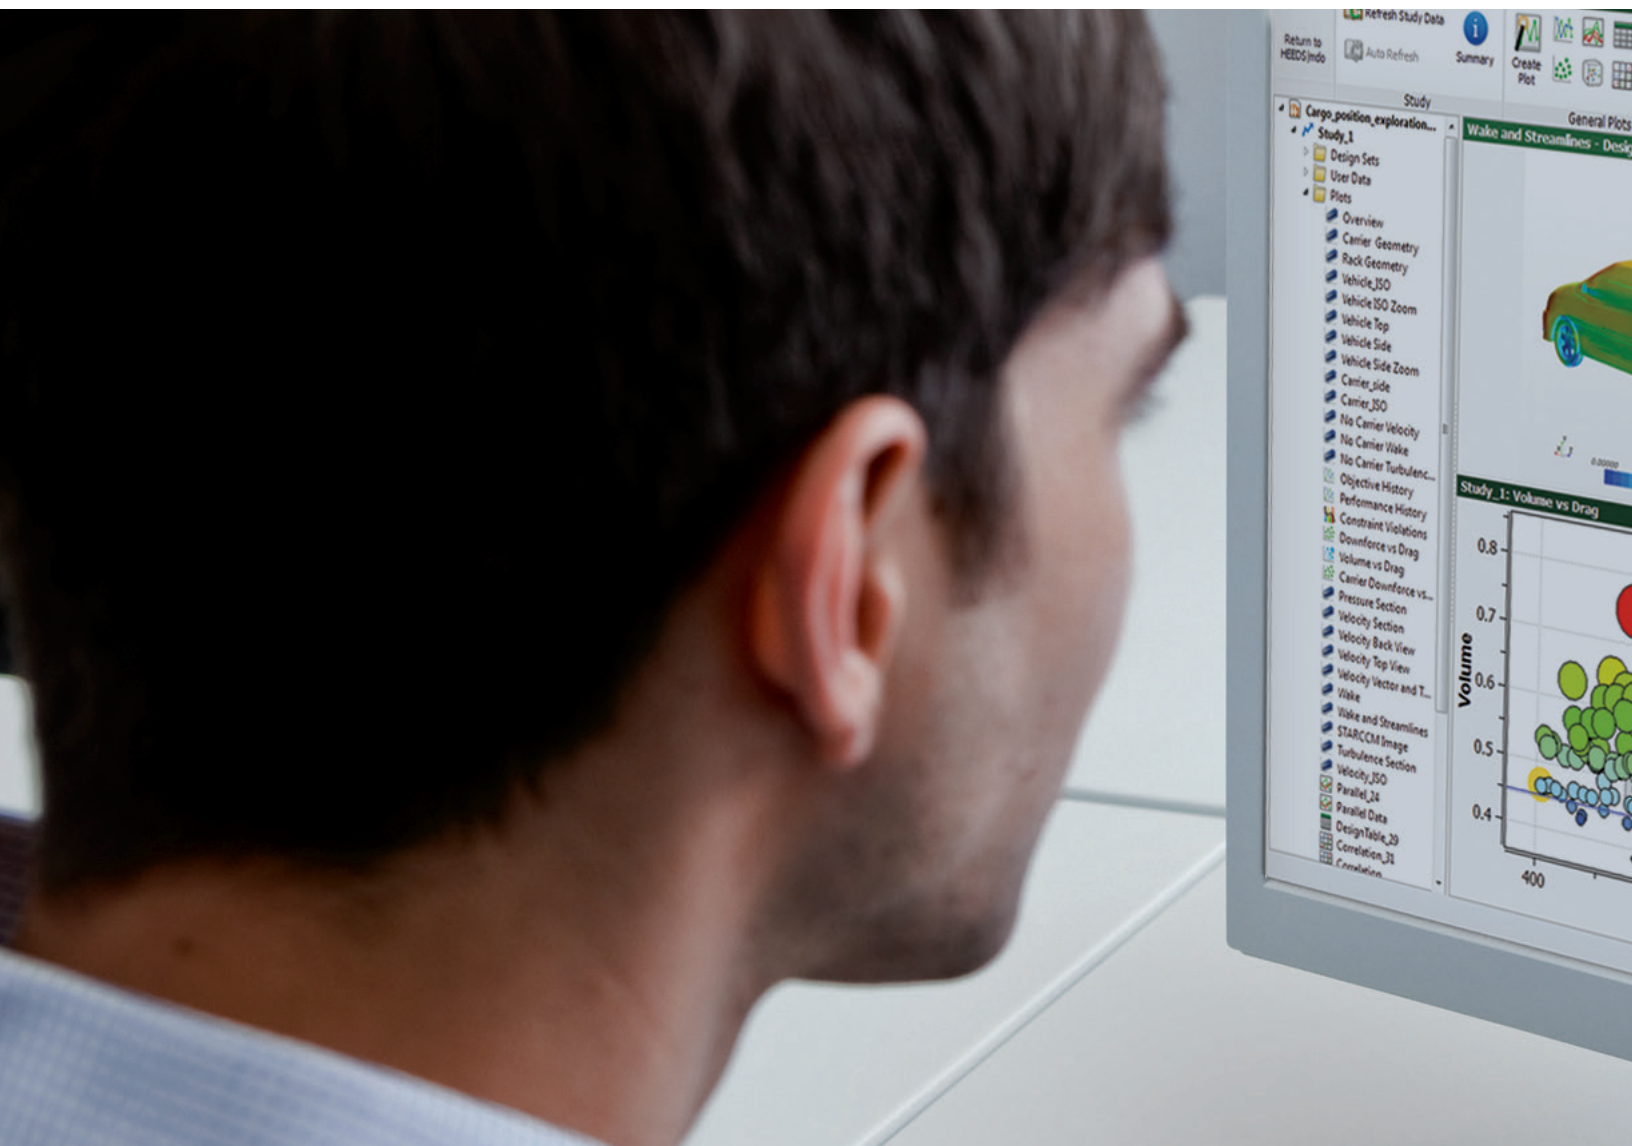 Refresh Study Data
Return to
HEEDS|mdo
Auto Refresh
Summary
Create
Plot
Study
General Plots
Cargo_position_exploration...
Study_1
Design Sets
User Data
Plots
Overview
Carrier Geometry
Rack Geometry
Vehicle_ISO
Vehicle ISO Zoom
Vehicle Top
Vehicle Side
Vehicle Side Zoom
Carrier_side
Carrier_ISO
No Carrier Velocity
No Carrier Wake
No Carrier Turbulenc...
Objective History
Performance History
Constraint Violations
Downforce vs Drag
Volume vs Drag
Carrier Downforce vs...
Pressure Section
Velocity Section
Velocity Back View
Velocity Top View
Velocity Vector and T...
Wake
Wake and Streamlines
STARCCM Image
Turbulence Section
Velocity_ISO
Parallel_24
Parallel Data
DesignTable_29
Correlation_31
Correlation
Wake and Streamlines - Desig
0.00000
Study_1: Volume vs Drag
Volume
0.8
0.7
0.6
0.5
0.4
400